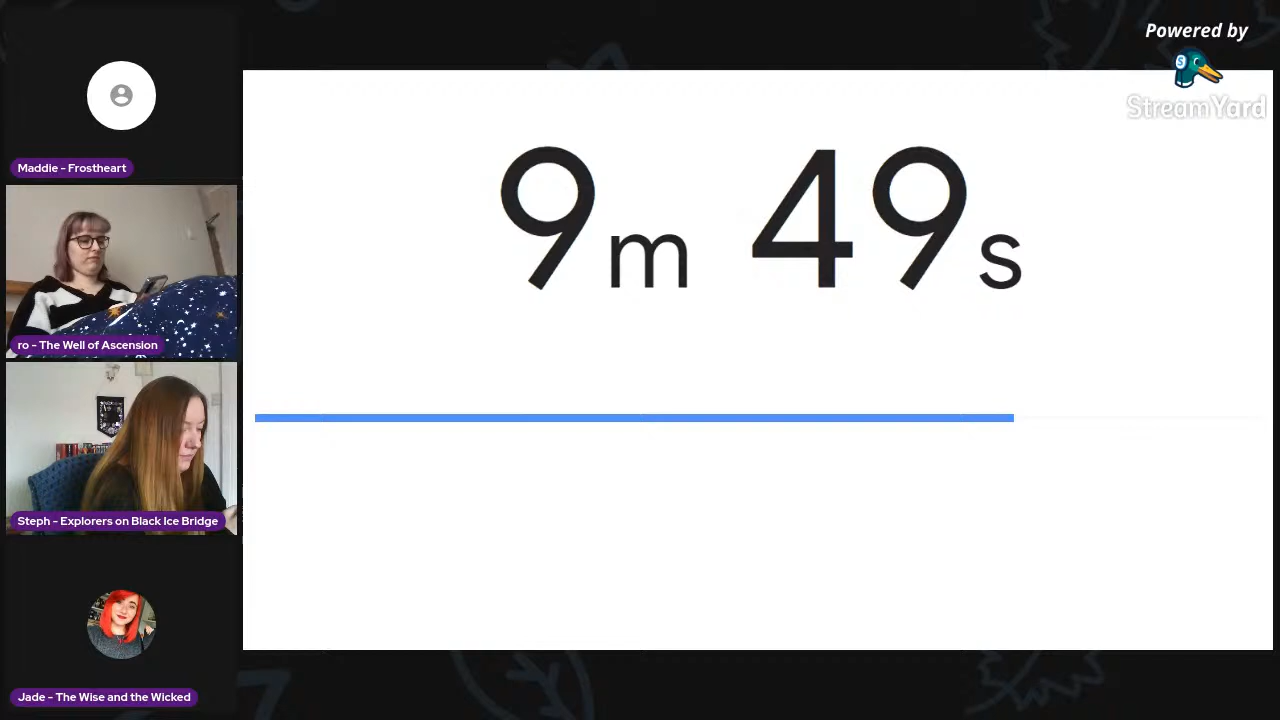 Powered by
StreamYard
Maddie - Frostheart
9m 49s
ro - The Well of Ascension
Steph - Explorers on Black Ice Bridge
Jade - The Wise and the Wicked